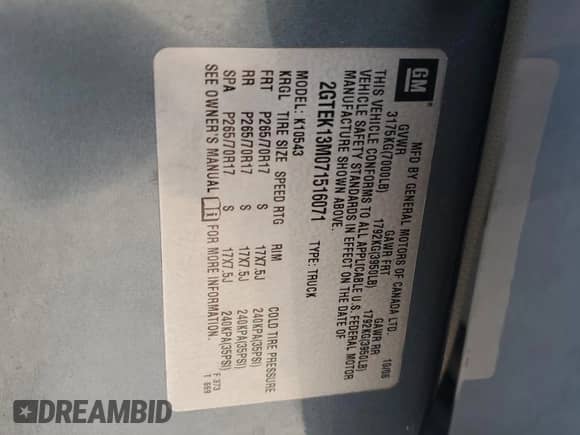 GM
MFD BY GENERAL MOTORS OF CANADA LTD.
10/06
GVWR GAWR FRT GAWR RR
3175KG(7000LB) 1792KG(3950LB) 1792KG(3950LB)
THIS VEHICLE CONFORMS TO ALL APPLICABLE U.S. FEDERAL MOTOR
VEHICLE SAFETY STANDARDS IN EFFECT ON THE DATE OF
MANUFACTURE SHOWN ABOVE.
2GTEK13M071516071 TYPE: TRUCK
MODEL: K10543
KRGL TIRE SIZE SPEED RTG RIM COLD TIRE PRESSURE
FRT P265/70R17 S 17X7.5J 240KPA(35PSI)
RR P265/70R17 S 17X7.5J 240KPA(35PSI)
SPA P265/70R17 S 17X7.5J 240KPA(35PSI)
SEE OWNER'S MANUAL FOR MORE INFORMATION.
F 373
T 669
DREAMBID